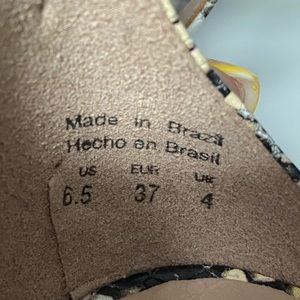 Made in Brazil
Hecho en Brasil
US EUR UK
6.5 37 4